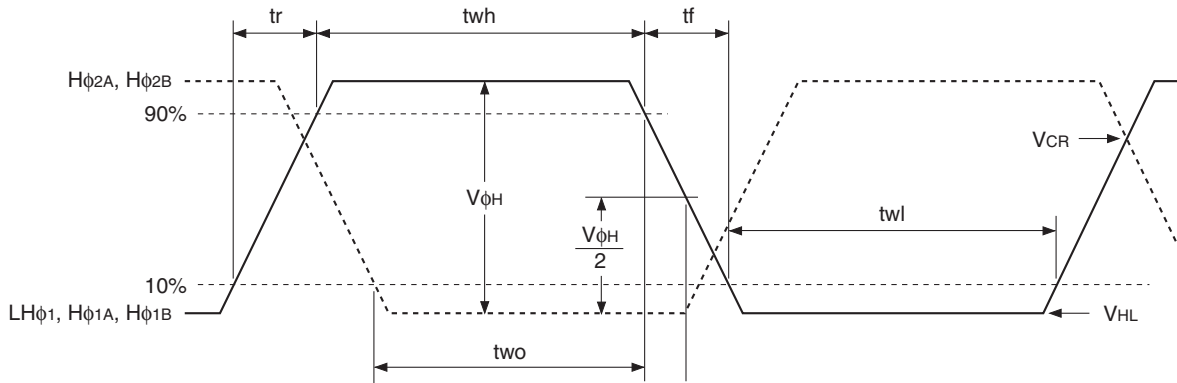 tr twh tf
Hϕ2A, Hϕ2B
90%
VCR
VϕH
VϕH
2
twl
10%
LHϕ1, Hϕ1A, Hϕ1B
VHL
two